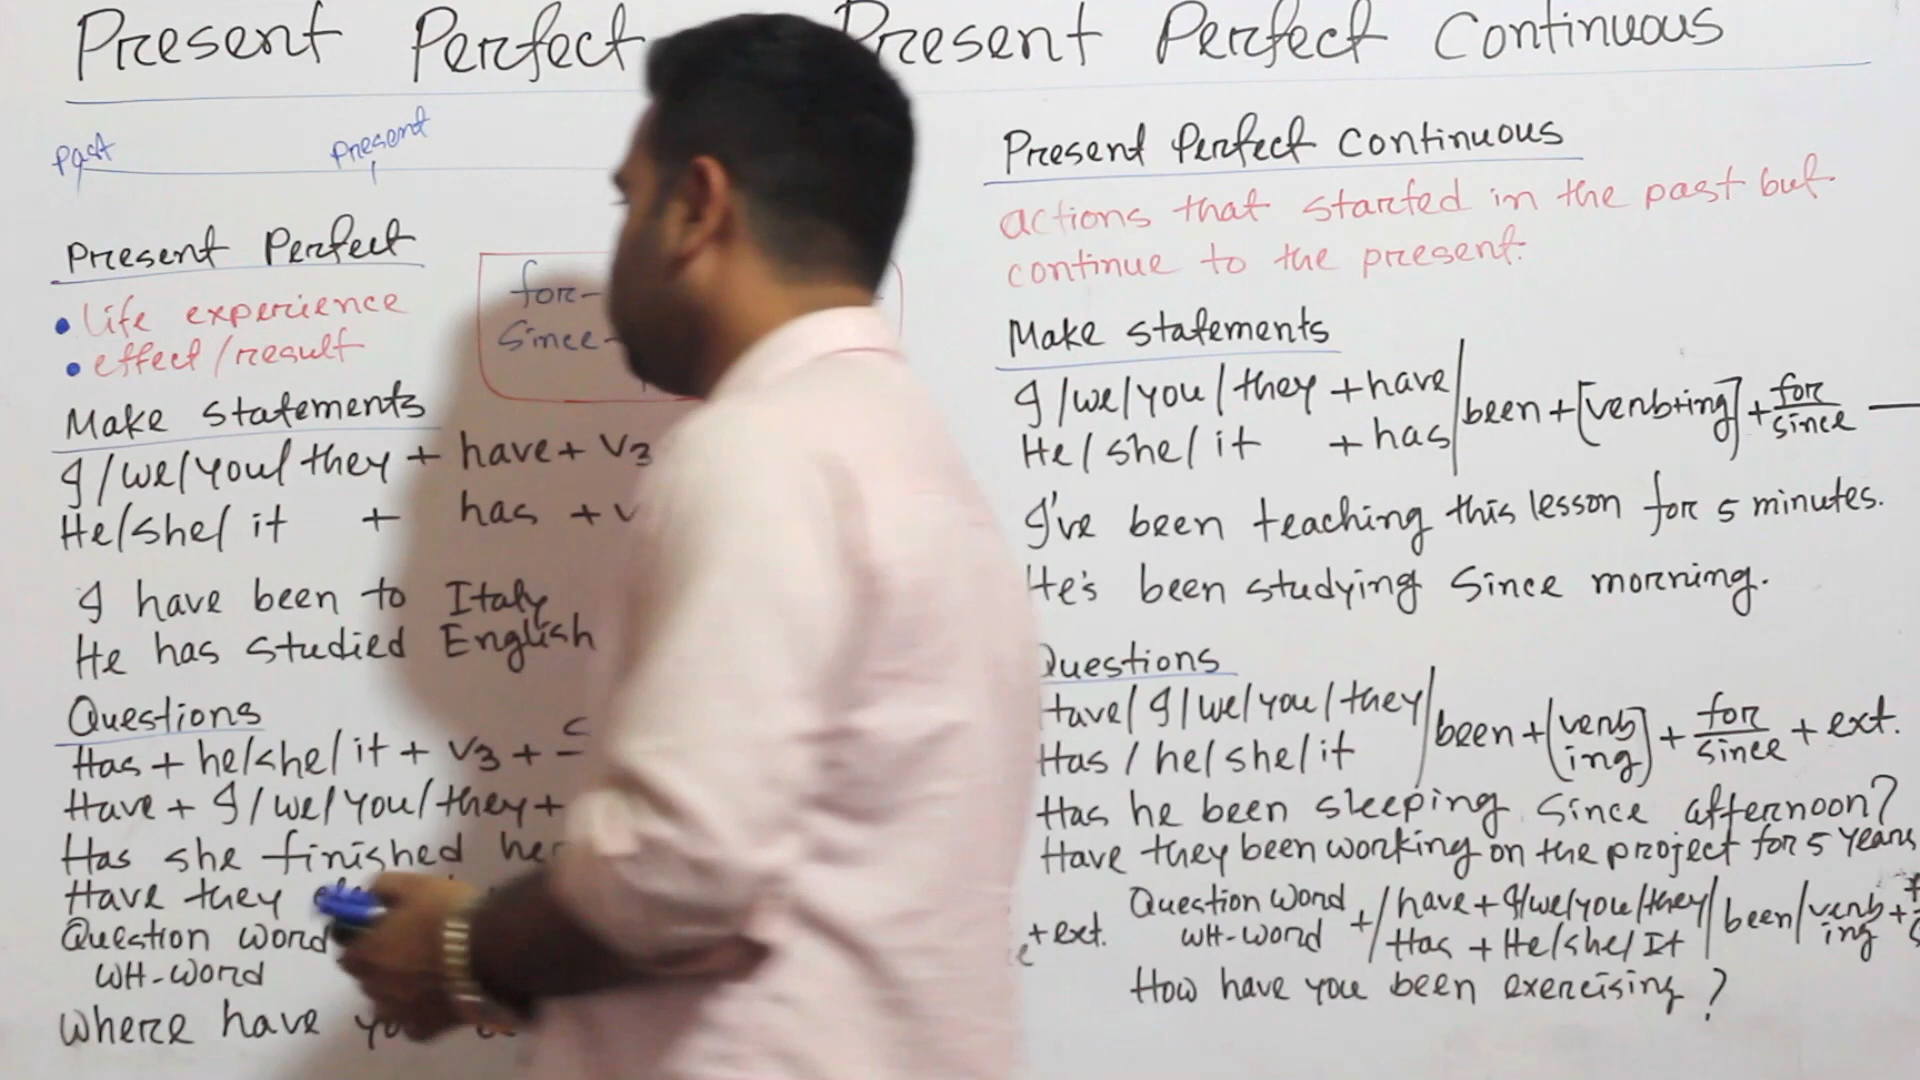 Present Perfect Present Perfect Continuous
Past Present
Present Perfect
• life experience
• effect/result
for-
Since-
Make statements
I/we/you/they + have + V3
He/she/it + has + V
I have been to Italy
He has studied English
Questions
Has + he/she/it + V3 +
Have + I/we/you/they +
Has she finished her
Have they
Question word
WH-word
Where have
Present Perfect Continuous
actions that started in the past but
continue to the present.
Make statements
I/we/you/they + have
He/she/it + has
been + [verb+ing] + for
since
I've been teaching this lesson for 5 minutes.
He's been studying Since morning.
Questions
Have/I/we/you/they
Has/he/she/it
been + (verb
ing) + for
since + ext.
Has he been sleeping Since afternoon?
Have they been working on the project for 5 years
+ ext.
Question word
WH-word + / have + I/we/you/they
Has + He/she/It
been / verb +
ing
How have you been exercising?